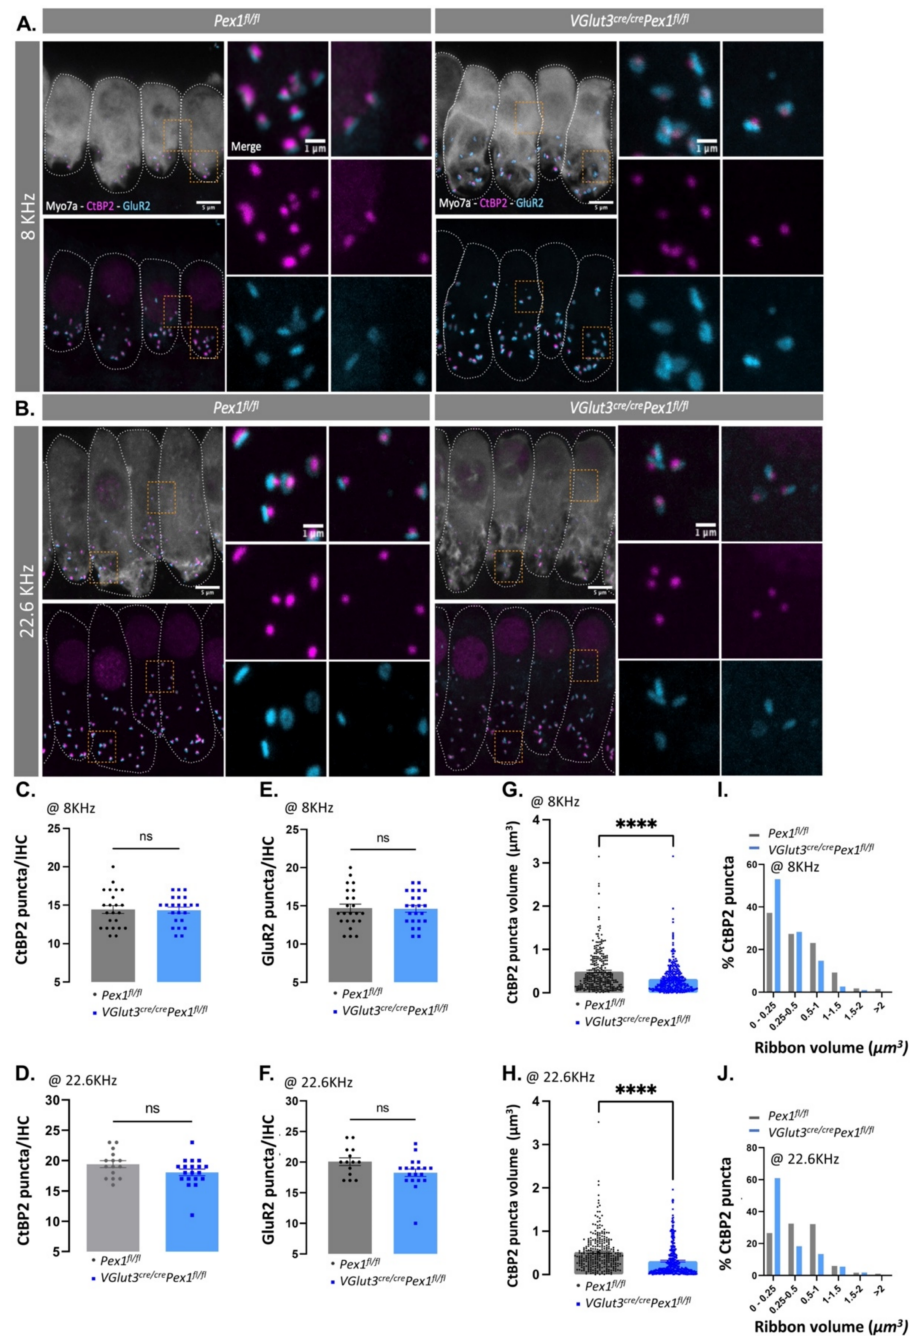 A.
Pex1fl/fl
VGlut3cre/crePex1fl/fl
8 KHz
Merge
1 μm
1 μm
Myo7a - CtBP2 - GluR2
5 μm
Myo7a - CtBP2 - GluR2
5 μm
B.
Pex1fl/fl
VGlut3cre/crePex1fl/fl
22.6 KHz
1 μm
1 μm
5 μm
5 μm
C.
@ 8KHz
CtBP2 puncta/IHC
25
20
15
10
5
ns
Pex1fl/fl
VGlut3cre/crePex1fl/fl
E.
@ 8KHz
GluR2 puncta/IHC
25
20
15
10
5
ns
Pex1fl/fl
VGlut3cre/crePex1fl/fl
G.
@ 8KHz
CtBP2 puncta volume (μm³)
4
3
2
1
0
****
Pex1fl/fl
VGlut3cre/crePex1fl/fl
I.
Pex1fl/fl
VGlut3cre/crePex1fl/fl
@ 8KHz
% CtBP2 puncta
60
40
20
0
0 - 0.25
0.25-0.5
0.5-1
1-1.5
1.5-2
>2
Ribbon volume (μm³)
D.
@ 22.6KHz
CtBP2 puncta/IHC
30
25
20
15
10
5
ns
Pex1fl/fl
VGlut3cre/crePex1fl/fl
F.
@ 22.6KHz
GluR2 puncta/IHC
30
25
20
15
10
5
ns
Pex1fl/fl
VGlut3cre/crePex1fl/fl
H.
@ 22.6KHz
CtBP2 puncta volume (μm³)
4
2
1
0
****
Pex1fl/fl
VGlut3cre/crePex1fl/fl
J.
Pex1fl/fl
VGlut3cre/crePex1fl/fl
@ 22.6KHz
% CtBP2 puncta
80
60
40
20
0
0 - 0.25
0.25-0.5
0.5-1
1-1.5
1.5-2
>2
Ribbon volume (μm³)